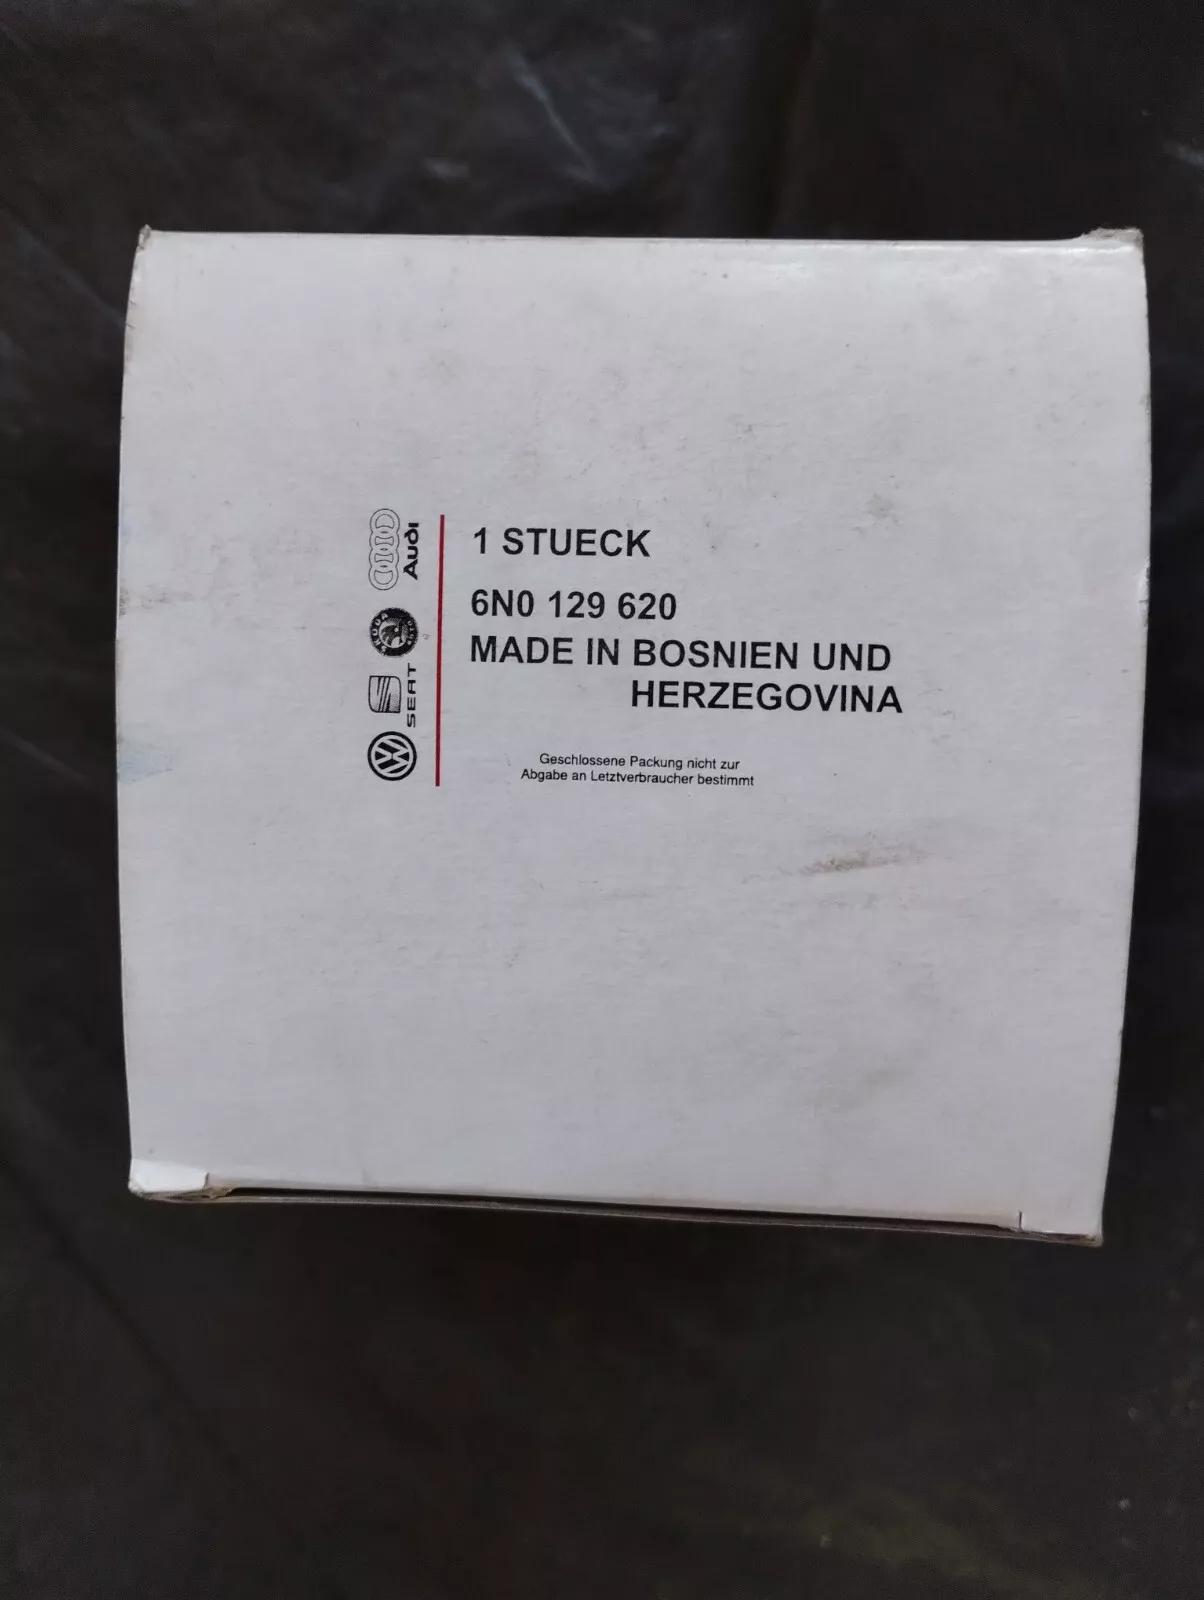 1 STUECK
6N0 129 620
MADE IN BOSNIEN UND
HERZEGOVINA
Geschlossene Packung nicht zur
Abgabe an Letztverbraucher bestimmt
Audi
SKODA
SEAT